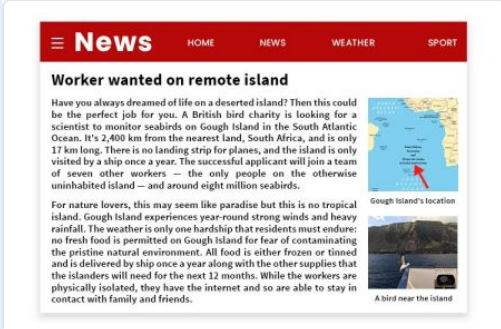 News
HOME
NEWS
WEATHER
SPORT
Worker wanted on remote island
Have you always dreamed of life on a deserted island? Then this could
be the perfect job for you. A British bird charity is looking for a
scientist to monitor seabirds on Gough Island in the South Atlantic
Ocean. It's 2,400 km from the nearest land, South Africa, and is only
17 km long. There is no landing strip for planes, and the island is only
visited by a ship once a year. The successful applicant will join a team
of seven other workers — the only people on the otherwise
uninhabited island — and around eight million seabirds.
For nature lovers, this may seem like paradise but this is no tropical
island. Gough Island experiences year-round strong winds and heavy
rainfall. The weather is only one hardship that residents must endure:
no fresh food is permitted on Gough Island for fear of contaminating
the pristine natural environment. All food is either frozen or tinned
and is delivered by ship once a year along with the other supplies that
the islanders will need for the next 12 months. While the workers are
physically isolated, they have the internet and so are able to stay in
contact with family and friends.
Gough Island's location
A bird near the island